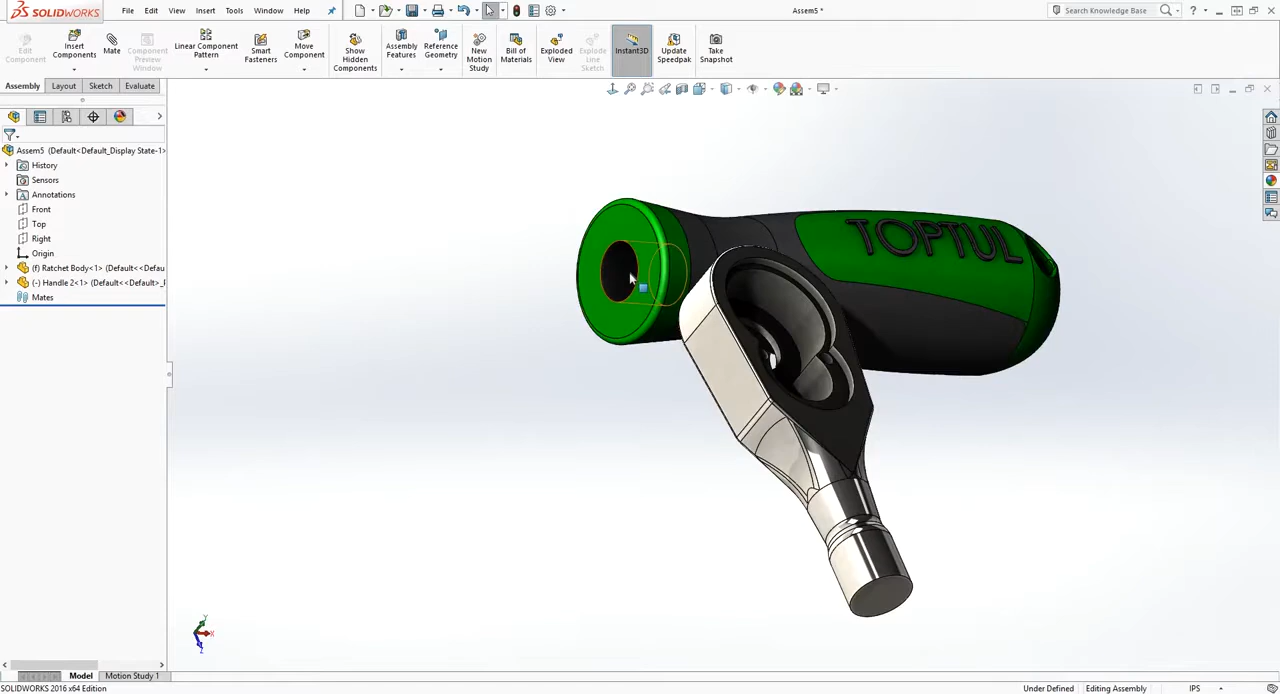 SOLIDWORKS
File
Edit
View
Insert
Tools
Window
Help
Assem5 *
Search Knowledge Base
Edit Component
Insert Components
Mate
Component Preview Window
Linear Component Pattern
Smart Fasteners
Move Component
Show Hidden Components
Assembly Features
Reference Geometry
New Motion Study
Bill of Materials
Exploded View
Explode Line Sketch
Instant3D
Update Speedpak
Take Snapshot
Assembly
Layout
Sketch
Evaluate
Assem5 (Default<Default_Display State-1>
History
Sensors
Annotations
Front
Top
Right
Origin
(f) Ratchet Body<1> (Default<<Defau
(-) Handle 2<1> (Default<<Default_
Mates
TOPTUL
Y
X
Z
Model
Motion Study 1
SOLIDWORKS 2016 x64 Edition
Under Defined
Editing Assembly
IPS